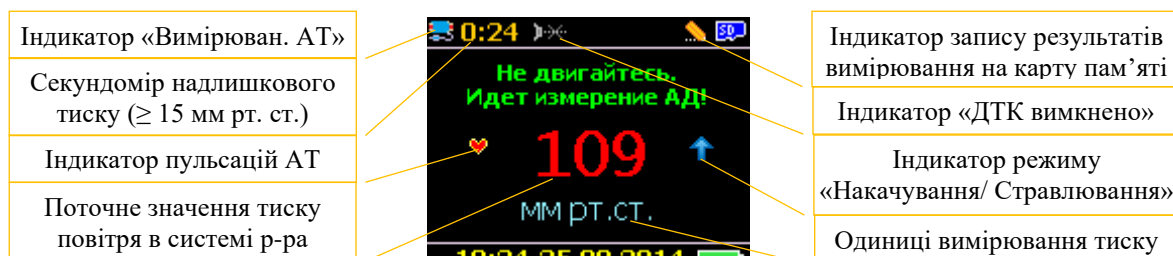 Індикатор «Вимірюван. АТ»
Секундомір надлишкового
тиску (≥ 15 мм рт. ст.)
Індикатор пульсацій АТ
Поточне значення тиску
повітря в системі р-ра
0:24
SD
Не двигайтесь.
Идет измерение АД!
109
мм рт.ст.
Індикатор запису результатів
вимірювання на карту пам’яті
Індикатор «ДТК вимкнено»
Індикатор режиму
«Накачування/ Стравлювання»
Одиниці вимірювання тиску